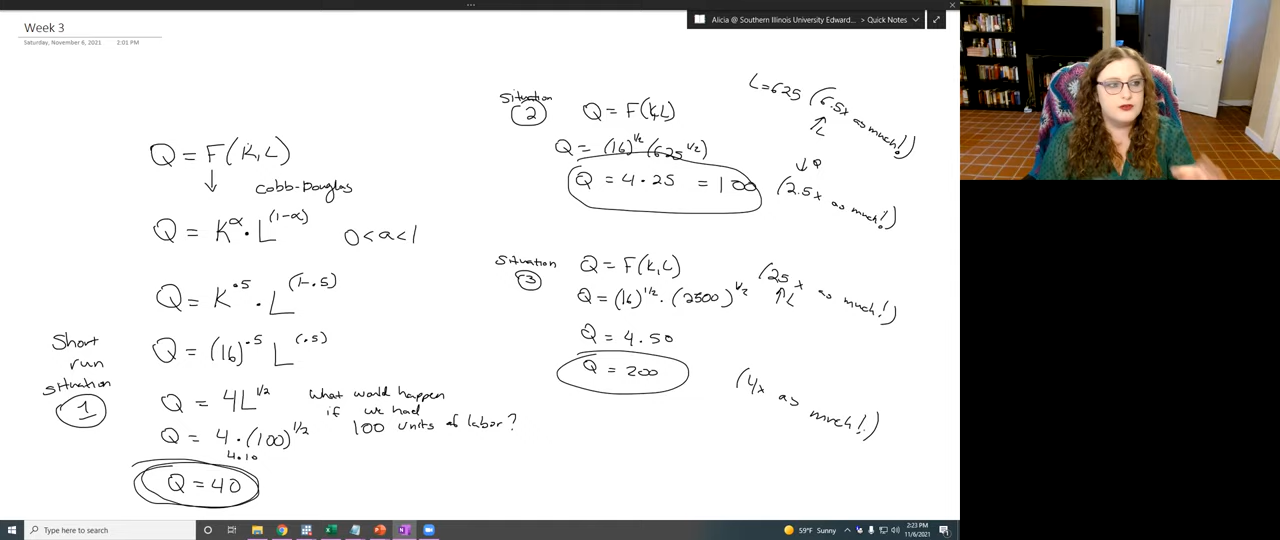 Week 3
Saturday, November 6, 2021 2:01 PM
Alicia @ Southern Illinois University Edward... > Quick Notes
Q = F(K,L)
cobb-Douglas
Q = K^α · L^(1-α) 0<α<1
Q = K^.5 · L^(1-.5)
Short run situation 1
Q = (16)^.5 L^(.5)
Q = 4L^1/2
Q = 4·(100)^1/2
4·10
Q = 40
What would happen
if we had
100 units of labor?
Situation 2
Q = F(K,L)
Q = (16)^1/2 (625^1/2)
Q = 4·25 = 100
L=625 (6.5x as much!)
↑L
↓Q
(2.5x as much!)
Situation 3
Q = F(K,L)
Q = (16)^1/2 · (2500)^1/2
Q = 4·50
Q = 200
(25x as much!)
↑L
(4x as much!)
Type here to search
59°F Sunny
2:23 PM
11/6/2021